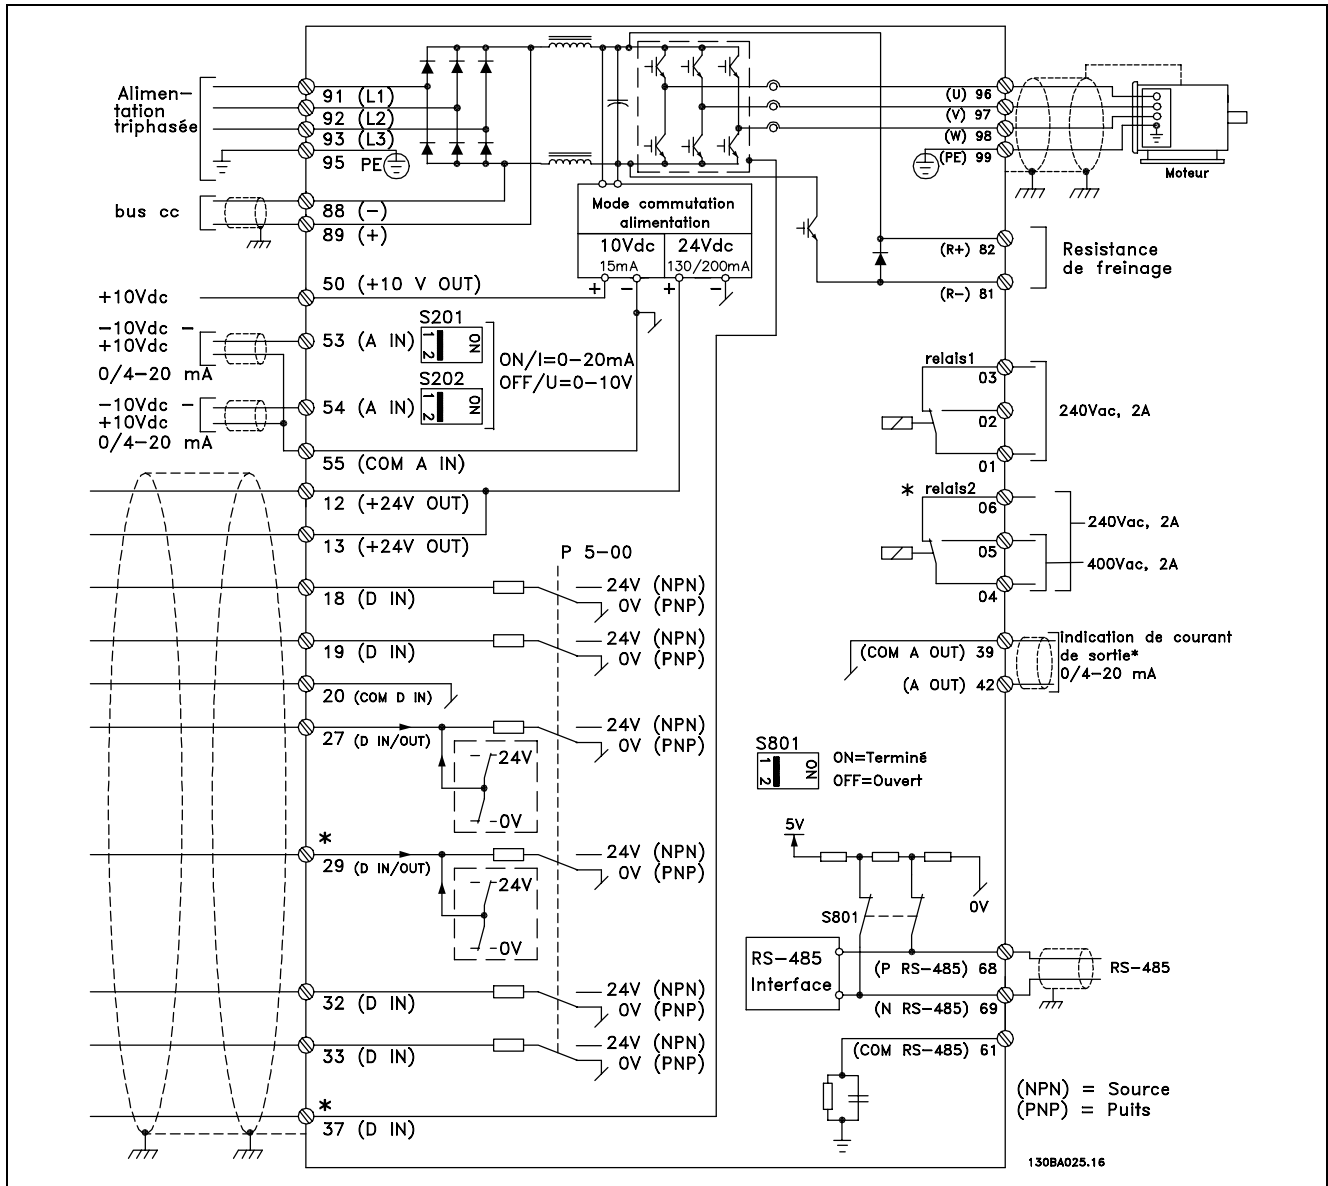 Alimen-
tation
triphasée
91 (L1)
92 (L2)
93 (L3)
95 PE
bus cc
88 (−)
89 (+)
+10Vdc
50 (+10 V OUT)
−10Vdc −
+10Vdc
0/4−20 mA
53 (A IN)
S201
1 2
ON
−10Vdc −
+10Vdc
0/4−20 mA
54 (A IN)
S202
1 2
ON
ON/I=0−20mA
OFF/U=0−10V
55 (COM A IN)
12 (+24V OUT)
13 (+24V OUT)
P 5-00
18 (D IN)
24V (NPN)
0V (PNP)
19 (D IN)
24V (NPN)
0V (PNP)
20 (COM D IN)
27 (D IN/OUT)
24V (NPN)
0V (PNP)
24V
0V
*
29 (D IN/OUT)
24V (NPN)
0V (PNP)
24V
0V
32 (D IN)
24V (NPN)
0V (PNP)
33 (D IN)
24V (NPN)
0V (PNP)
*
37 (D IN)
Mode commutation
alimentation
10Vdc
15mA
24Vdc
130/200mA
+ − + −
(U) 96
(V) 97
(W) 98
(PE) 99
Moteur
(R+) 82
(R−) 81
Resistance
de freinage
relais1
03
02
01
240Vac, 2A
* relais2
06
05
04
240Vac, 2A
400Vac, 2A
(COM A OUT) 39
(A OUT) 42
Indication de courant
de sortie*
0/4−20 mA
S801
1 2
ON
ON=Terminé
OFF=Ouvert
5V
0V
S801
RS-485
Interface
(P RS-485) 68
(N RS-485) 69
RS-485
(COM RS-485) 61
(NPN) = Source
(PNP) = Puits
130BA025.16